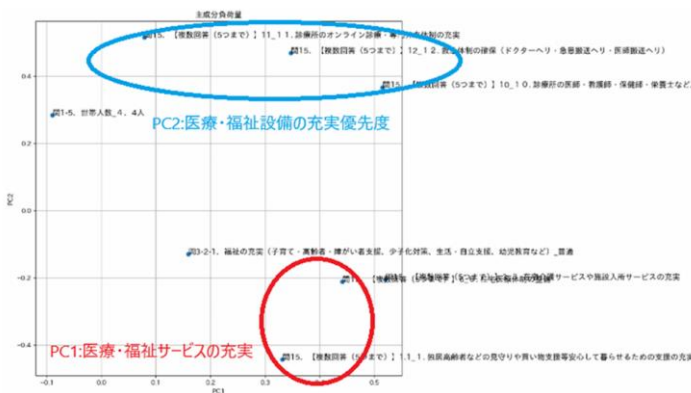 主成分負荷量
問15. 【複数回答（5つまで）】11_11.診療所のオンライン診療・
体制の充実
問15. 【複数回答（5つまで）】12_12.
体制の確保（ドクターヘリ・急患搬送ヘリ・医師搬送ヘリ）
0.4
問15. 【複数回答（5つまで）】10_10.診療所の医師・看護師・保健師・栄養士など
問1-5. 世帯人数_4. 4人
PC2:医療・福祉設備の充実優先度
0.2
PC2
0.0
問3-2-1. 福祉の充実（子育て・高齢者・障がい者支援、少子化対策、生活・自立支援、幼児教育など）_普通
-0.2
サービスや施設入所サービスの充実
PC1:医療・福祉サービスの充実
-0.4
問15. 【複数回答（5つまで）】1.1_1.独居高齢者などの見守りや買い物支援等安心して暮らせるための支援の充実
-0.1 0.0 0.1 0.2 0.3 0.4 0.5
PC1